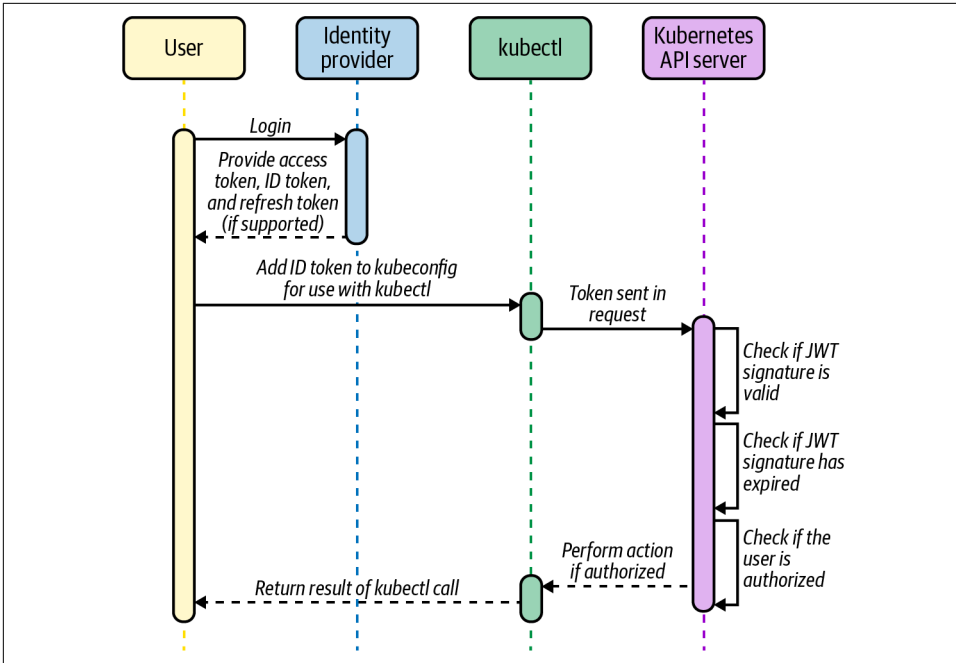 User
Identity
provider
kubectl
Kubernetes
API server
Login
Provide access
token, ID token,
and refresh token
(if supported)
Add ID token to kubeconfig
for use with kubectl
Token sent in
request
Check if JWT
signature is
valid
Check if JWT
signature has
expired
Check if the
user is
authorized
Perform action
if authorized
Return result of kubectl call